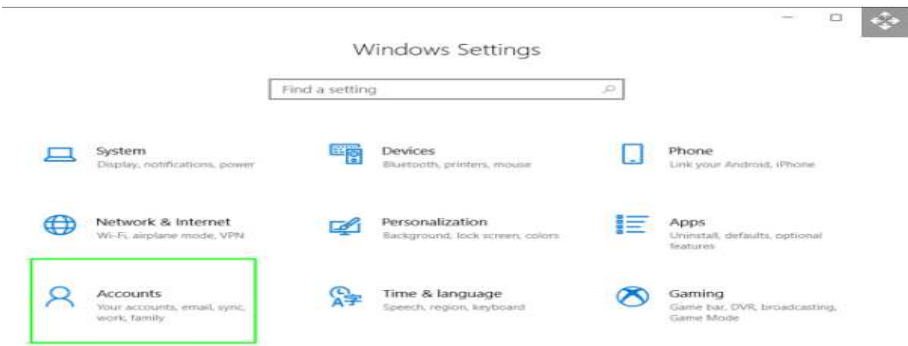 Windows Settings
Find a setting
System
Display, notifications, power
Devices
Bluetooth, printers, mouse
Phone
Link your Android, iPhone
Network & Internet
Wi-Fi, airplane mode, VPN
Personalization
Background, lock screen, colors
Apps
Uninstall, defaults, optional
features
Accounts
Your accounts, email, sync,
work, family
Time & language
Speech, region, keyboard
Gaming
Game bar, DVR, broadcasting,
Game Mode